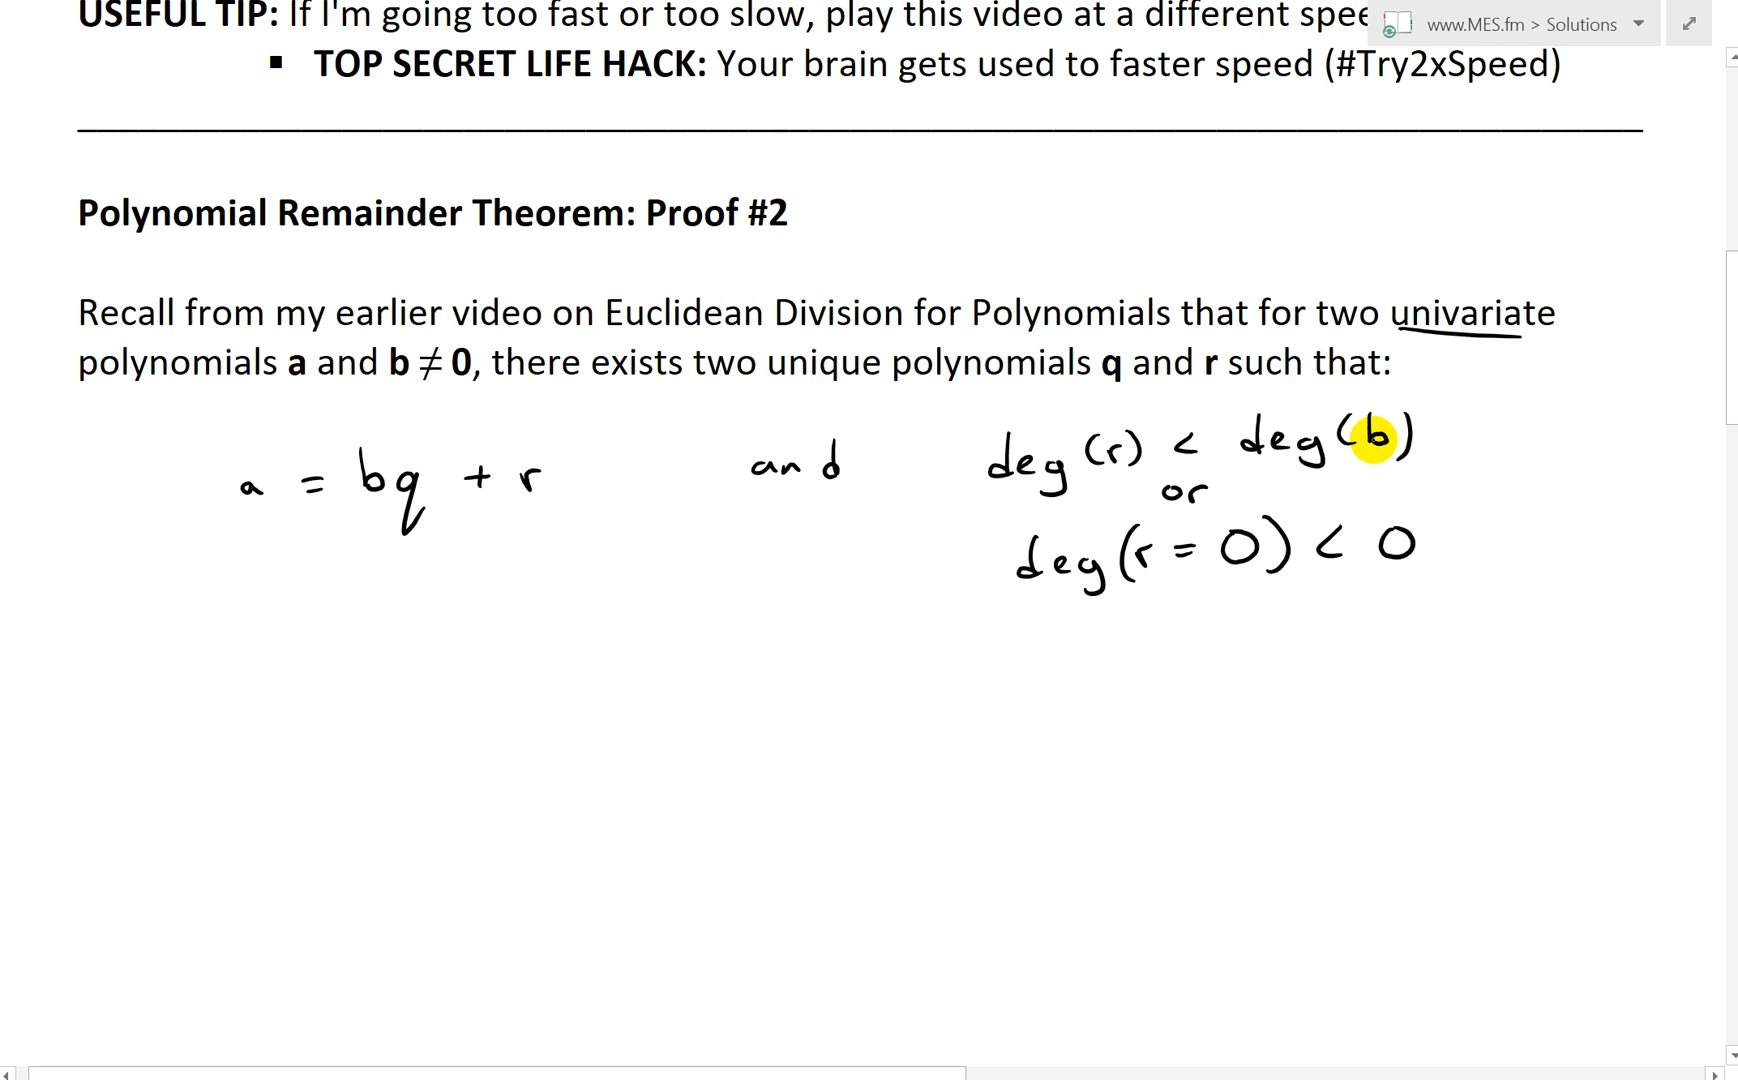 USEFUL TIP: If I'm going too fast or too slow, play this video at a different spee
www.MES.fm > Solutions
▪ TOP SECRET LIFE HACK: Your brain gets used to faster speed (#Try2xSpeed)
Polynomial Remainder Theorem: Proof #2
Recall from my earlier video on Euclidean Division for Polynomials that for two univariate
polynomials a and b ≠ 0, there exists two unique polynomials q and r such that:
a = bq + r and deg(r) < deg(b)
or
deg(r = 0) < 0